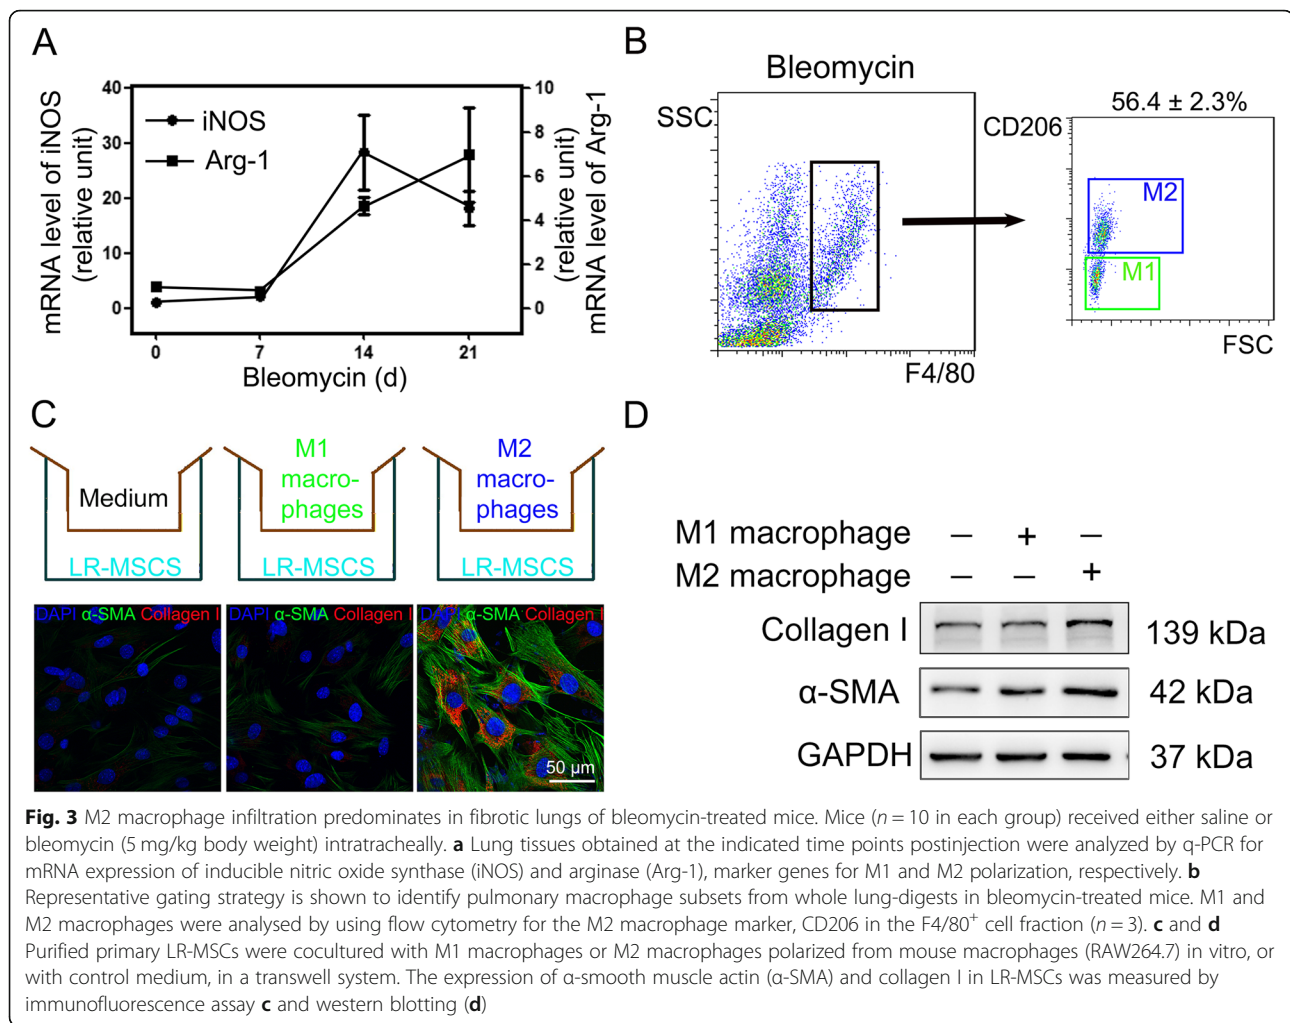 A
mRNA level of iNOS
(relative unit)
40
30
20
10
0
iNOS
Arg-1
10
8
6
4
2
0
mRNA level of Arg-1
(relative unit)
0 7 14 21
Bleomycin (d)
B
Bleomycin
SSC
F4/80
56.4 ± 2.3%
CD206
M2
M1
FSC
C
Medium
LR-MSCS
M1
macro-
phages
LR-MSCS
M2
macro-
phages
LR-MSCS
DAPI α-SMA Collagen I
DAPI α-SMA Collagen I
DAPI α-SMA Collagen I
50 µm
D
M1 macrophage – + –
M2 macrophage – – +
Collagen I 139 kDa
α-SMA 42 kDa
GAPDH 37 kDa
Fig. 3 M2 macrophage infiltration predominates in fibrotic lungs of bleomycin-treated mice. Mice (n = 10 in each group) received either saline or
bleomycin (5 mg/kg body weight) intratracheally. a Lung tissues obtained at the indicated time points postinjection were analyzed by q-PCR for
mRNA expression of inducible nitric oxide synthase (iNOS) and arginase (Arg-1), marker genes for M1 and M2 polarization, respectively. b
Representative gating strategy is shown to identify pulmonary macrophage subsets from whole lung-digests in bleomycin-treated mice. M1 and
M2 macrophages were analysed by using flow cytometry for the M2 macrophage marker, CD206 in the F4/80+ cell fraction (n = 3). c and d
Purified primary LR-MSCs were cocultured with M1 macrophages or M2 macrophages polarized from mouse macrophages (RAW264.7) in vitro, or
with control medium, in a transwell system. The expression of α-smooth muscle actin (α-SMA) and collagen I in LR-MSCs was measured by
immunofluorescence assay c and western blotting (d)